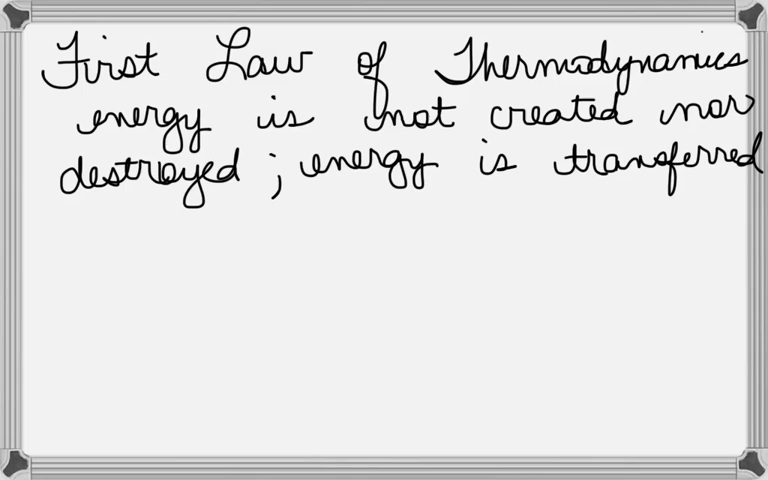 First Law of Thermodynamics
energy is not created nor
destroyed ; energy is transferred